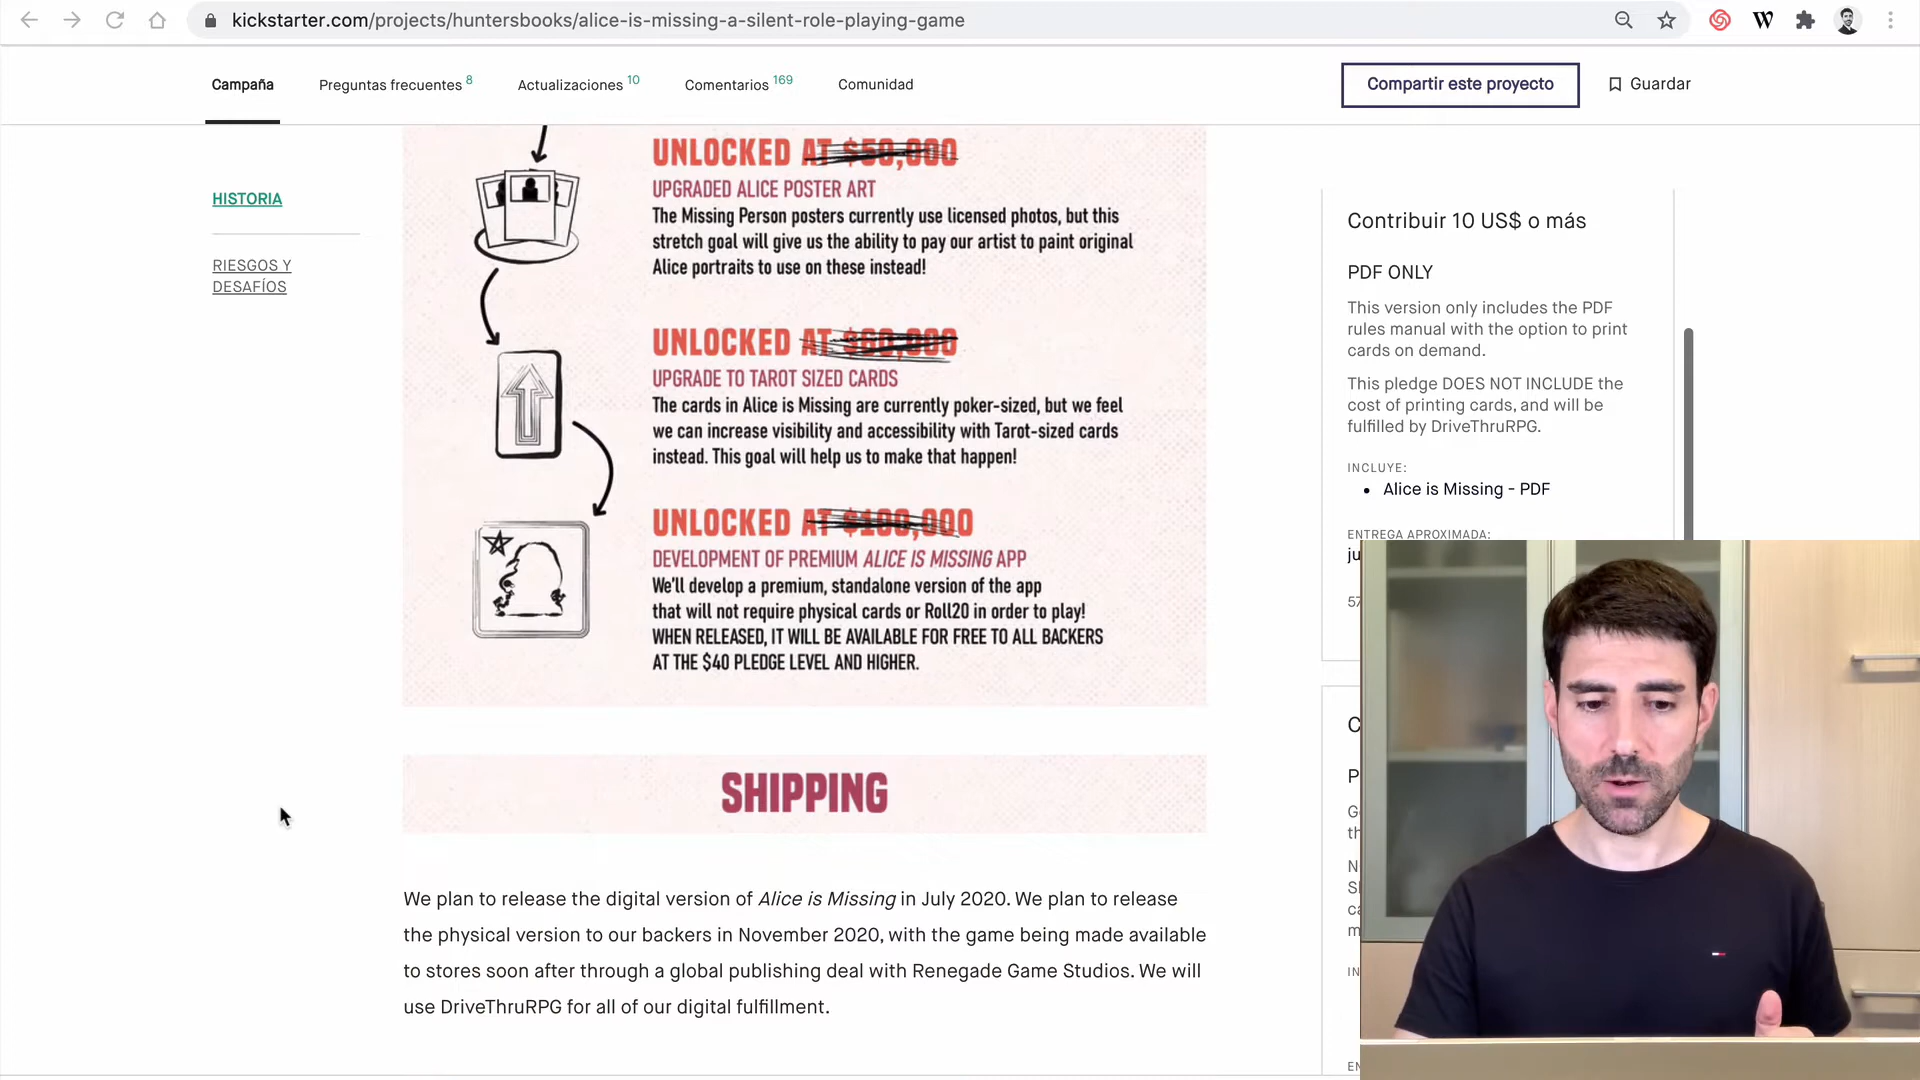 kickstarter.com/projects/huntersbooks/alice-is-missing-a-silent-role-playing-game
Campaña
Preguntas frecuentes 8
Actualizaciones 10
Comentarios 169
Comunidad
Compartir este proyecto
Guardar
HISTORIA
RIESGOS Y
DESAFÍOS
UNLOCKED AT $50,000
UPGRADED ALICE POSTER ART
The Missing Person posters currently use licensed photos, but this
stretch goal will give us the ability to pay our artist to paint original
Alice portraits to use on these instead!
UNLOCKED AT $60,000
UPGRADE TO TAROT SIZED CARDS
The cards in Alice is Missing are currently poker-sized, but we feel
we can increase visibility and accessibility with Tarot-sized cards
instead. This goal will help us to make that happen!
UNLOCKED AT $100,000
DEVELOPMENT OF PREMIUM ALICE IS MISSING APP
We'll develop a premium, standalone version of the app
that will not require physical cards or Roll20 in order to play!
WHEN RELEASED, IT WILL BE AVAILABLE FOR FREE TO ALL BACKERS
AT THE $40 PLEDGE LEVEL AND HIGHER.
SHIPPING
We plan to release the digital version of Alice is Missing in July 2020. We plan to release
the physical version to our backers in November 2020, with the game being made available
to stores soon after through a global publishing deal with Renegade Game Studios. We will
use DriveThruRPG for all of our digital fulfillment.
Contribuir 10 US$ o más
PDF ONLY
This version only includes the PDF
rules manual with the option to print
cards on demand.
This pledge DOES NOT INCLUDE the
cost of printing cards, and will be
fulfilled by DriveThruRPG.
INCLUYE:
• Alice is Missing - PDF
ENTREGA APROXIMADA: